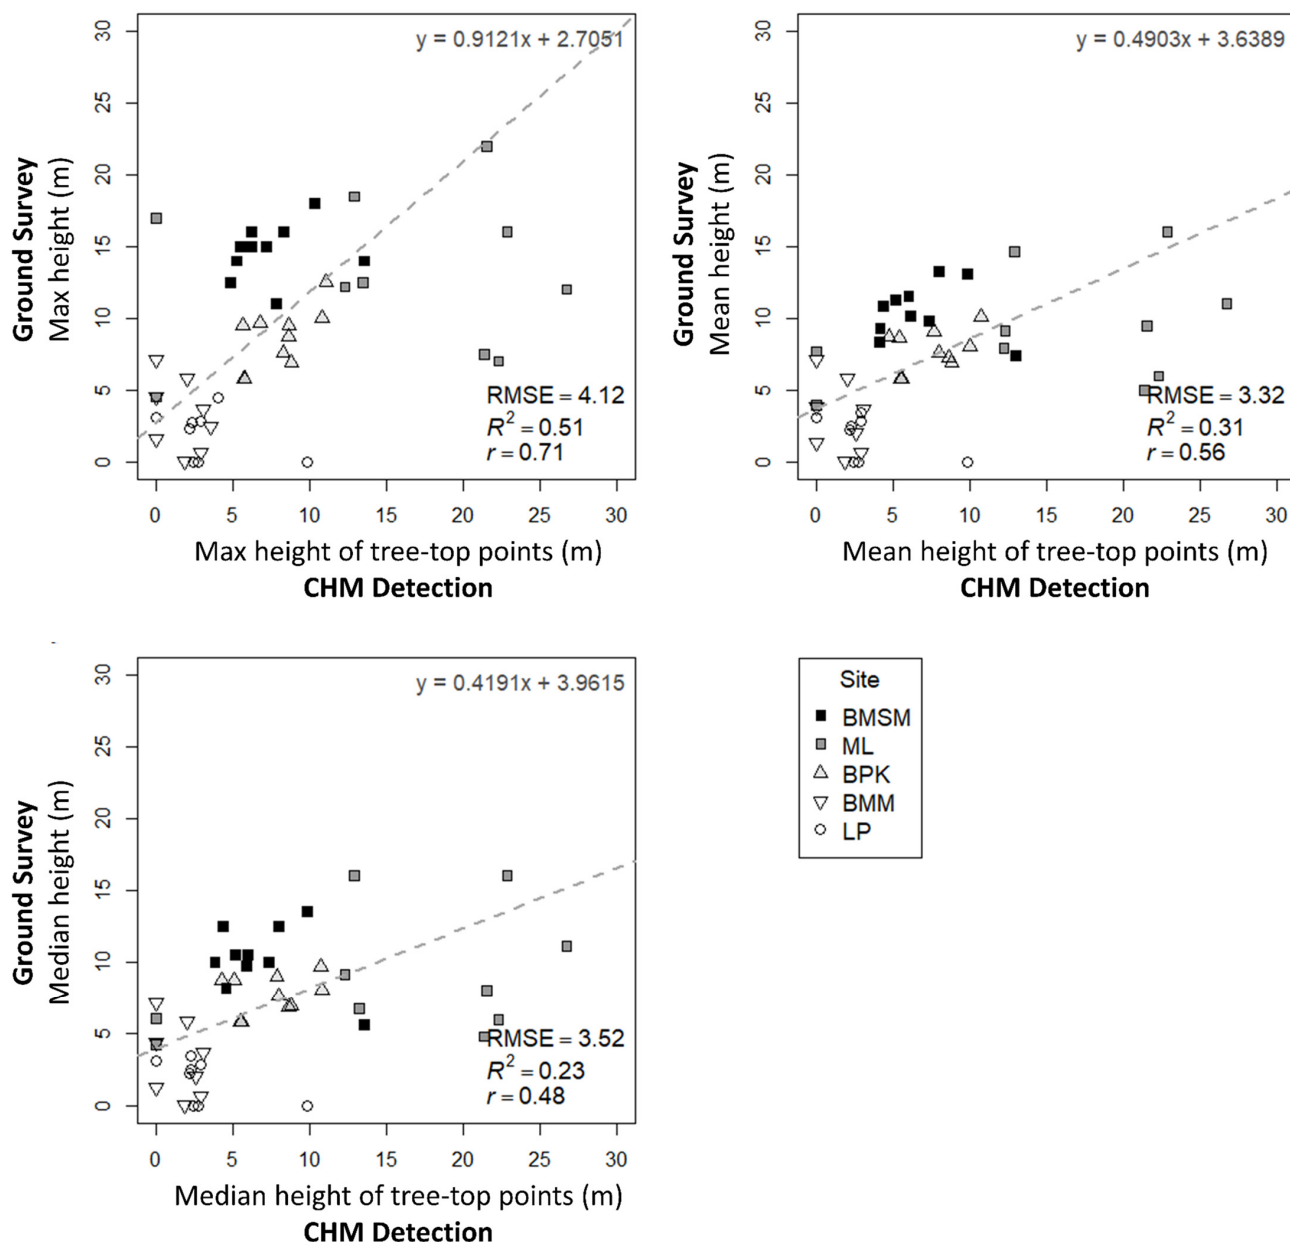 y = 0.9121x + 2.7051
30
25
20
15
10
5
0
Ground Survey
Max height (m)
RMSE = 4.12
R² = 0.51
r = 0.71
0 5 10 15 20 25 30
Max height of tree-top points (m)
CHM Detection
y = 0.4903x + 3.6389
30
25
20
15
10
5
0
Ground Survey
Mean height (m)
RMSE = 3.32
R² = 0.31
r = 0.56
0 5 10 15 20 25 30
Mean height of tree-top points (m)
CHM Detection
y = 0.4191x + 3.9615
30
25
20
15
10
5
0
Ground Survey
Median height (m)
RMSE = 3.52
R² = 0.23
r = 0.48
0 5 10 15 20 25 30
Median height of tree-top points (m)
CHM Detection
Site
BMSM
ML
BPK
BMM
LP